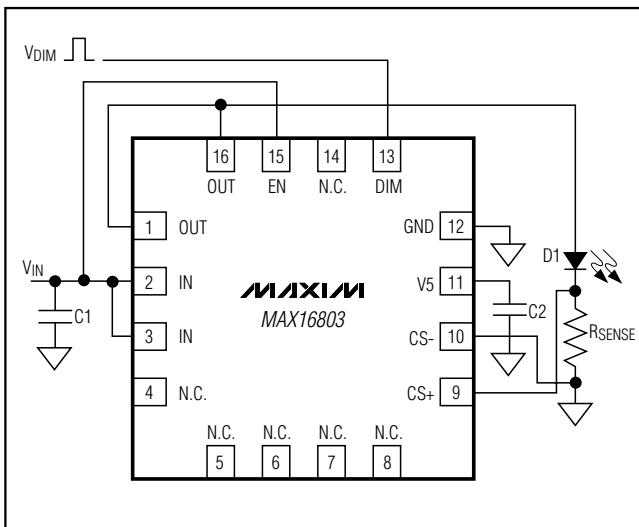 VDIM
16 15 14 13
OUT EN N.C. DIM
1 OUT
GND 12
D1
VIN
2 IN
MAXIM
V5 11
C1
MAX16803
C2
RSENSE
3 IN
CS- 10
4 N.C.
CS+ 9
N.C. N.C. N.C. N.C.
5 6 7 8